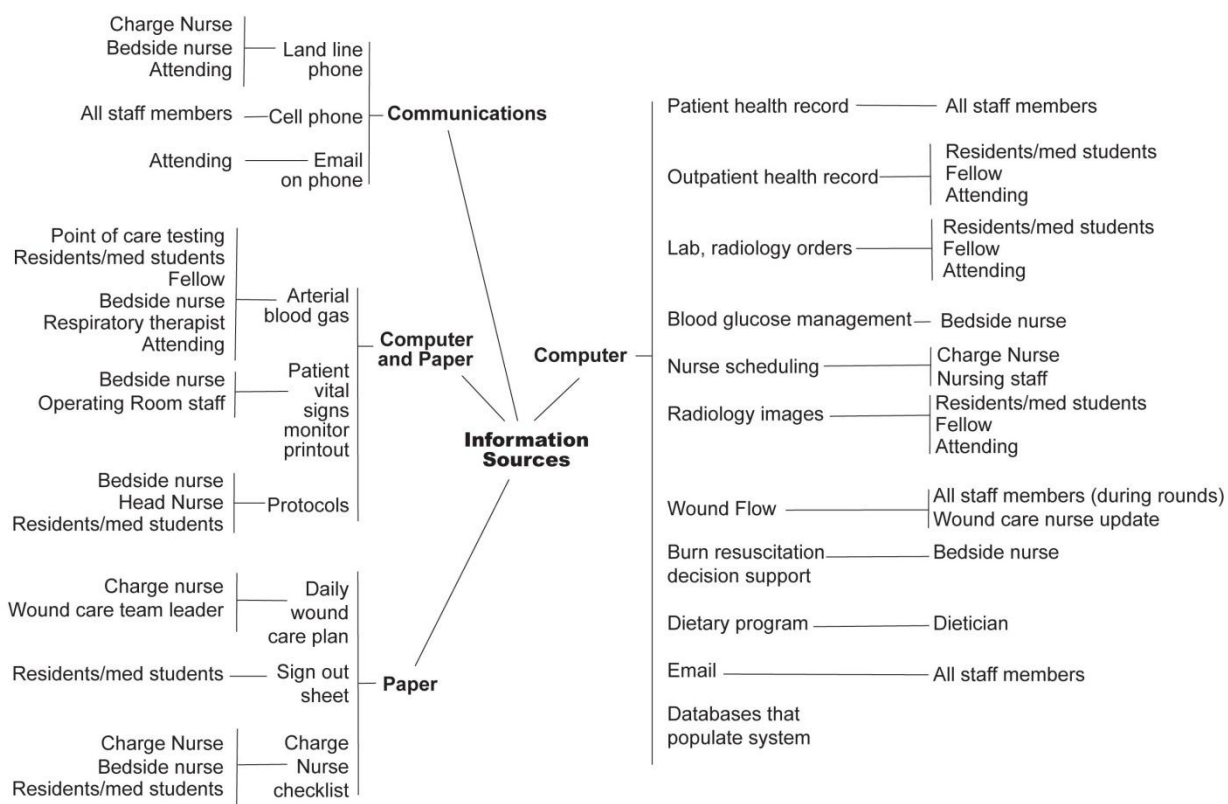 Charge Nurse
Bedside nurse
Attending
Land line
phone
All staff members
Cell phone
Attending
Email
on phone
Communications
Point of care testing
Residents/med students
Fellow
Bedside nurse
Respiratory therapist
Attending
Arterial
blood gas
Bedside nurse
Operating Room staff
Patient
vital
signs
monitor
printout
Bedside nurse
Head Nurse
Residents/med students
Protocols
Computer
and Paper
Charge nurse
Wound care team leader
Daily
wound
care plan
Residents/med students
Sign out
sheet
Charge Nurse
Bedside nurse
Residents/med students
Charge
Nurse
checklist
Paper
Information
Sources
Computer
Patient health record
All staff members
Outpatient health record
Residents/med students
Fellow
Attending
Lab, radiology orders
Residents/med students
Fellow
Attending
Blood glucose management
Bedside nurse
Nurse scheduling
Charge Nurse
Nursing staff
Radiology images
Residents/med students
Fellow
Attending
Wound Flow
All staff members (during rounds)
Wound care nurse update
Burn resuscitation
decision support
Bedside nurse
Dietary program
Dietician
Email
All staff members
Databases that
populate system